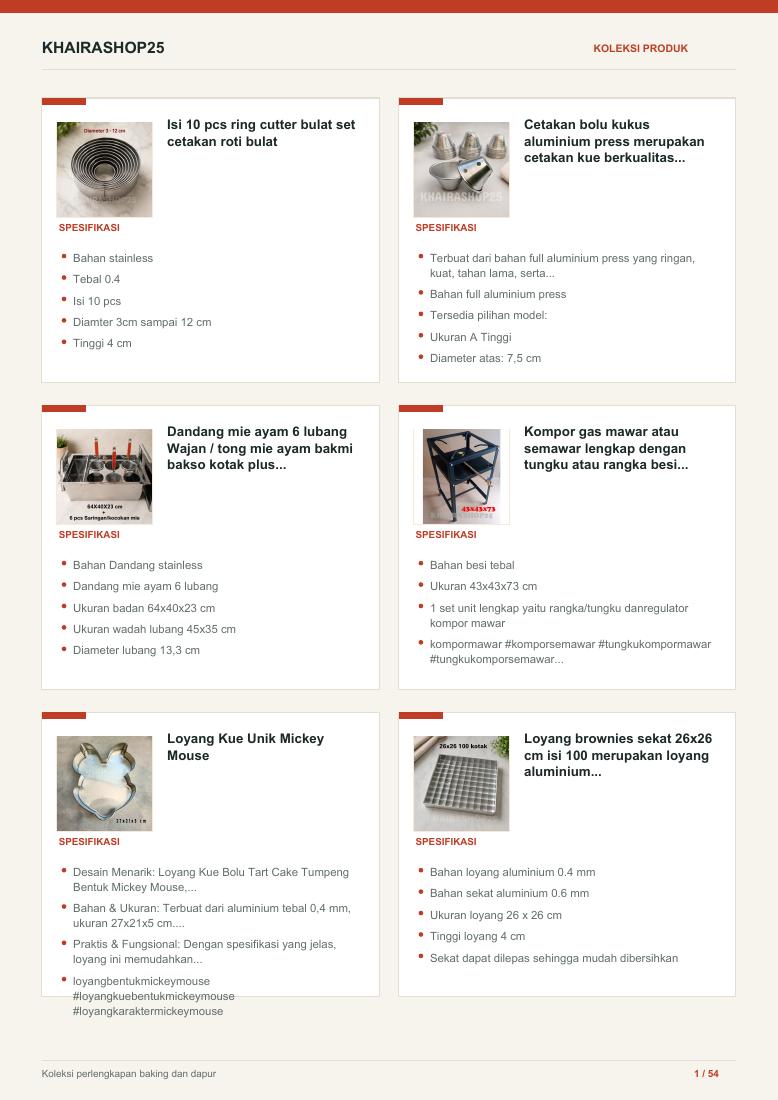 KHAIRASHOP25
KOLEKSI PRODUK
Diameter 3 - 12 cm
KHAIRASHOP25
Isi 10 pcs ring cutter bulat set
cetakan roti bulat
SPESIFIKASI
Bahan stainless
Tebal 0.4
Isi 10 pcs
Diamter 3cm sampai 12 cm
Tinggi 4 cm
KHAIRASHOP25
Cetakan bolu kukus
aluminium press merupakan
cetakan kue berkualitas...
SPESIFIKASI
Terbuat dari bahan full aluminium press yang ringan,
kuat, tahan lama, serta...
Bahan full aluminium press
Tersedia pilihan model:
Ukuran A Tinggi
Diameter atas: 7,5 cm
64X40X23 cm
+
6 pcs Saringan/kocokan mie
Dandang mie ayam 6 lubang
Wajan / tong mie ayam bakmi
bakso kotak plus...
SPESIFIKASI
Bahan Dandang stainless
Dandang mie ayam 6 lubang
Ukuran badan 64x40x23 cm
Ukuran wadah lubang 45x35 cm
Diameter lubang 13,3 cm
43x43x73
KHAIRASHOP25
Kompor gas mawar atau
semawar lengkap dengan
tungku atau rangka besi...
SPESIFIKASI
Bahan besi tebal
Ukuran 43x43x73 cm
1 set unit lengkap yaitu rangka/tungku danregulator
kompor mawar
kompormawar #komporsemawar #tungkukompormawar
#tungkukomporsemawar...
27x21x5 cm
Loyang Kue Unik Mickey
Mouse
SPESIFIKASI
Desain Menarik: Loyang Kue Bolu Tart Cake Tumpeng
Bentuk Mickey Mouse,...
Bahan & Ukuran: Terbuat dari aluminium tebal 0,4 mm,
ukuran 27x21x5 cm....
Praktis & Fungsional: Dengan spesifikasi yang jelas,
loyang ini memudahkan...
loyangbentukmickeymouse
#loyangkuebentukmickeymouse
#loyangkaraktermickeymouse
26x26 100 kotak
KHAIRASHOP25
Loyang brownies sekat 26x26
cm isi 100 merupakan loyang
aluminium...
SPESIFIKASI
Bahan loyang aluminium 0.4 mm
Bahan sekat aluminium 0.6 mm
Ukuran loyang 26 x 26 cm
Tinggi loyang 4 cm
Sekat dapat dilepas sehingga mudah dibersihkan
Koleksi perlengkapan baking dan dapur
1 / 54